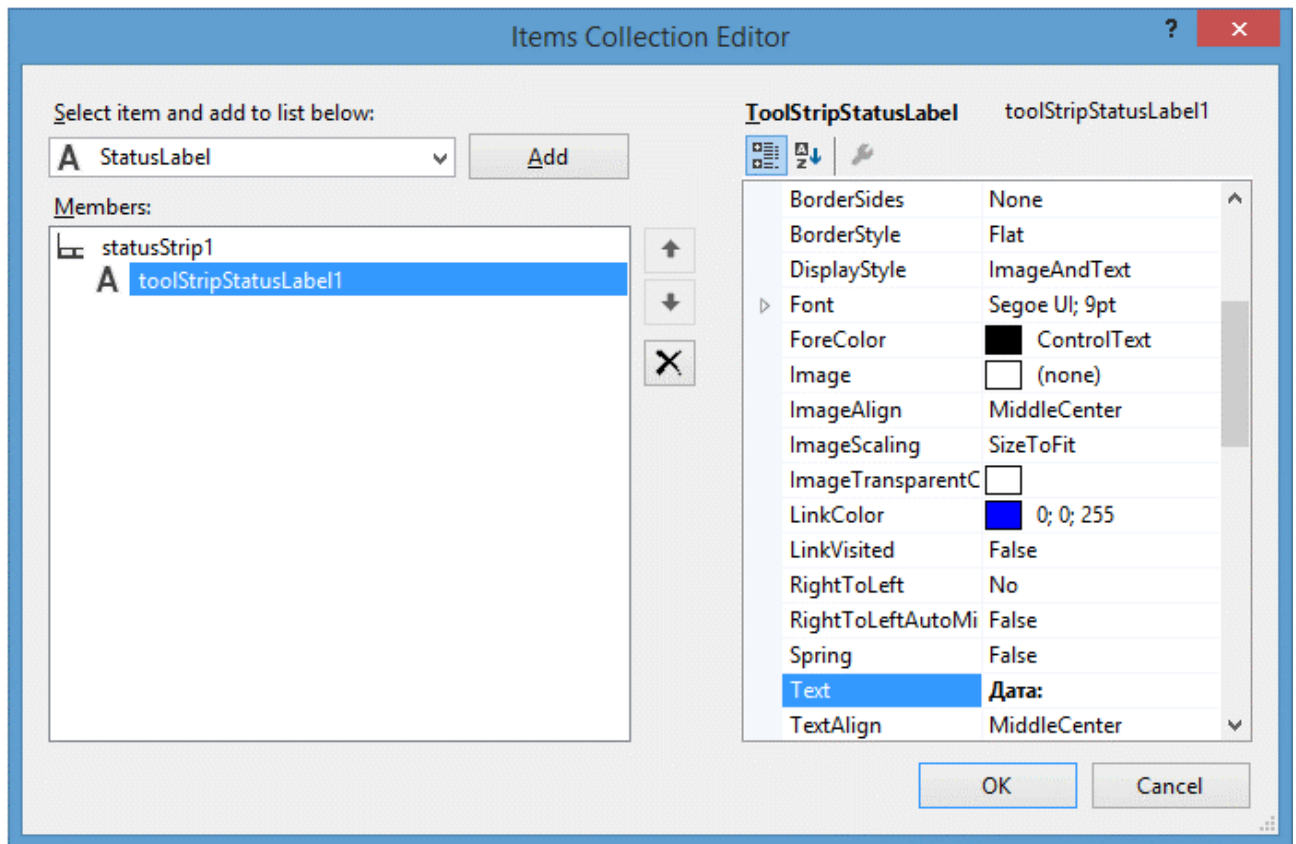 Items Collection Editor
?
×
Select item and add to list below:
A StatusLabel
Add
Members:
statusStrip1
A toolStripStatusLabel1
ToolStripStatusLabel toolStripStatusLabel1
BorderSides None
BorderStyle Flat
DisplayStyle ImageAndText
Font Segoe UI; 9pt
ForeColor ControlText
Image (none)
ImageAlign MiddleCenter
ImageScaling SizeToFit
ImageTransparentC
LinkColor 0; 0; 255
LinkVisited False
RightToLeft No
RightToLeftAutoMi False
Spring False
Text Дата:
TextAlign MiddleCenter
OK
Cancel